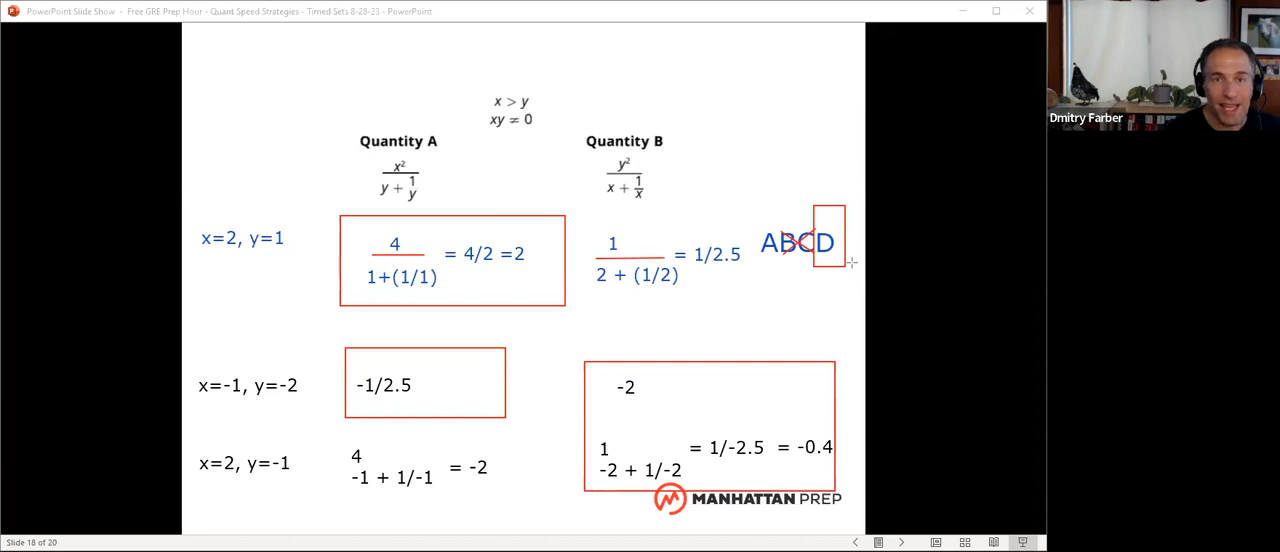 PowerPoint Slide Show - Free GRE Prep Hour - Quant Speed Strategies - Timed Sets 8-28-23 - PowerPoint
Dmitry Farber
x > y
xy ≠ 0
Quantity A Quantity B
x²
y + 1/y
y²
x + 1/x
x=2, y=1
4
1+(1/1)
= 4/2 =2
1
2 + (1/2)
= 1/2.5
ABCD
x=-1, y=-2
-1/2.5
-2
x=2, y=-1
4
-1 + 1/-1
= -2
1
-2 + 1/-2
= 1/-2.5 = -0.4
MANHATTAN PREP
Slide 18 of 20